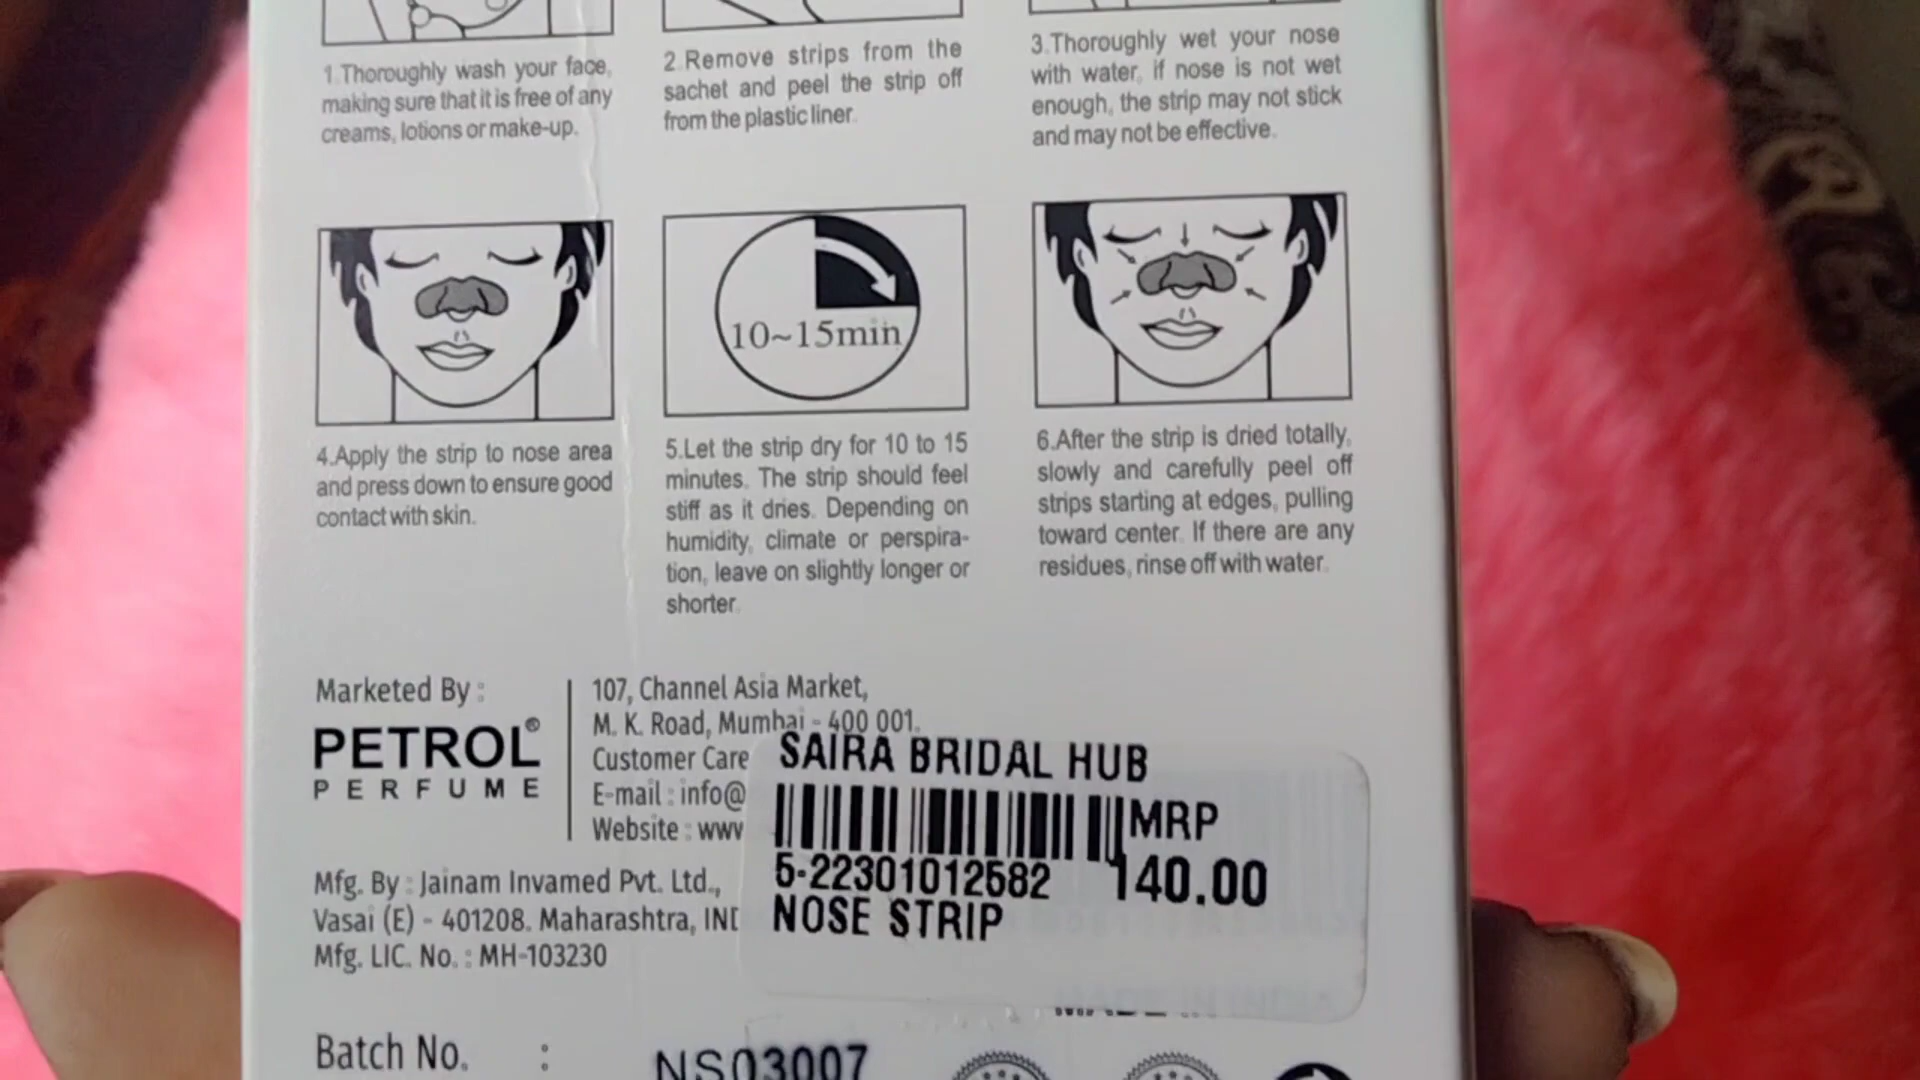 1.Thoroughly wash your face,
making sure that it is free of any
creams, lotions or make-up.
2.Remove strips from the
sachet and peel the strip off
from the plastic liner.
3.Thoroughly wet your nose
with water, if nose is not wet
enough, the strip may not stick
and may not be effective.
10~15min
4.Apply the strip to nose area
and press down to ensure good
contact with skin.
5.Let the strip dry for 10 to 15
minutes. The strip should feel
stiff as it dries. Depending on
humidity, climate or perspira-
tion, leave on slightly longer or
shorter.
6.After the strip is dried totally,
slowly and carefully peel off
strips starting at edges, pulling
toward center. If there are any
residues, rinse off with water.
Marketed By :
PETROL®
PERFUME
107, Channel Asia Market,
M. K. Road, Mumbai - 400 001.
Customer Care
E-mail : info@
Website : www
Mfg. By : Jainam Invamed Pvt. Ltd.,
Vasai (E) - 401208. Maharashtra, IND
Mfg. LIC. No. : MH-103230
SAIRA BRIDAL HUB
MRP
5-22301012582 140.00
NOSE STRIP
MADE IN INDIA
Batch No. : NS03007